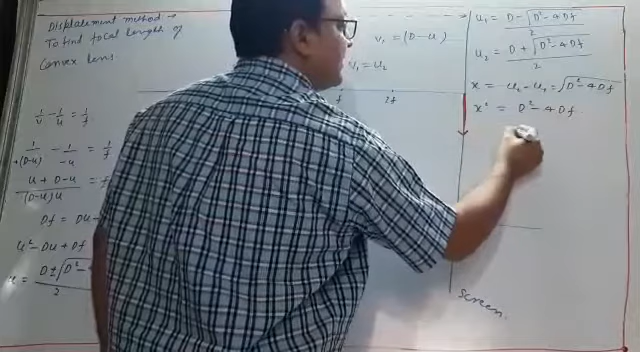 Displacement method →
To find focal length of
Convex lens
1/v - 1/u = 1/f
1/+(D-u) - 1/-u = 1/f
u + D-u/(D-u)u = 1/f
Df = Du
u² - Du + Df
u = D±√D²-/2
v₁ = (D-u)
v₁ = u₂
f
2f
Screen
u₁ = D-√D²-4Df/2
u₂ = D+√D²-4Df/2
x = u₂-u₁ = √D²-4Df
x² = D²-4Df